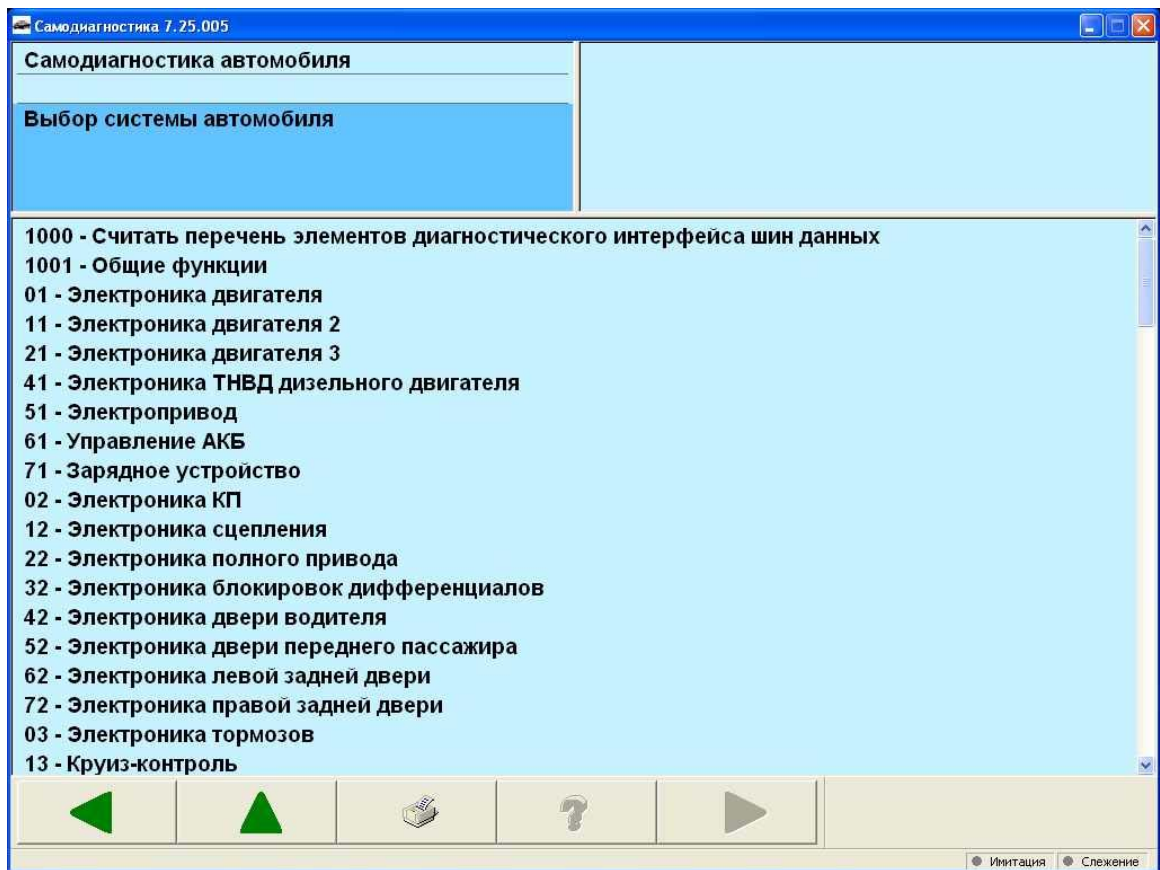 Самодиагностика 7.25.005
Самодиагностика автомобиля
Выбор системы автомобиля
1000 - Считать перечень элементов диагностического интерфейса шин данных
1001 - Общие функции
01 - Электроника двигателя
11 - Электроника двигателя 2
21 - Электроника двигателя 3
41 - Электроника ТНВД дизельного двигателя
51 - Электропривод
61 - Управление АКБ
71 - Зарядное устройство
02 - Электроника КП
12 - Электроника сцепления
22 - Электроника полного привода
32 - Электроника блокировок дифференциалов
42 - Электроника двери водителя
52 - Электроника двери переднего пассажира
62 - Электроника левой задней двери
72 - Электроника правой задней двери
03 - Электроника тормозов
13 - Круиз-контроль
Имитация Слежение